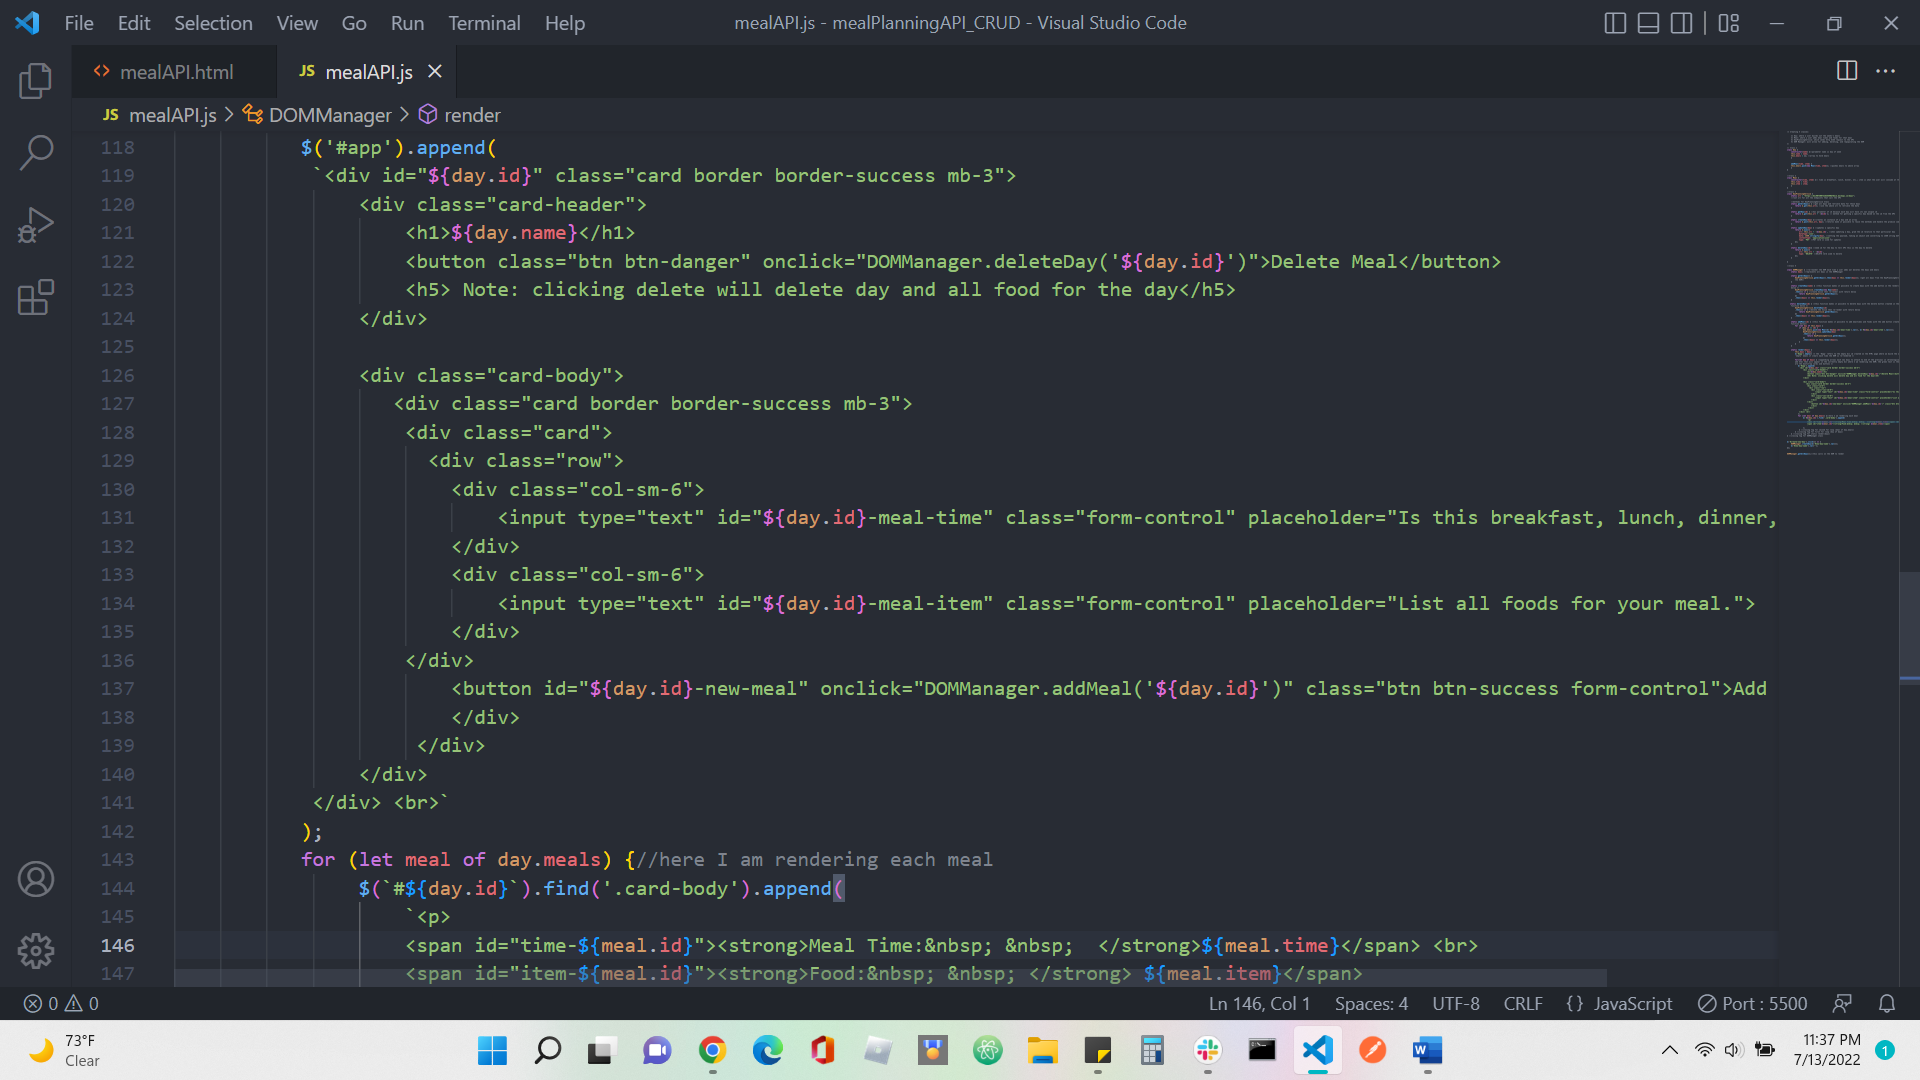 File Edit Selection View Go Run Terminal Help mealAPI.js - mealPlanningAPI_CRUD - Visual Studio Code
<> mealAPI.html JS mealAPI.js
JS mealAPI.js > DOMManager > render
118 $('#app').append(
119 `<div id="${day.id}" class="card border border-success mb-3">
120 <div class="card-header">
121 <h1>${day.name}</h1>
122 <button class="btn btn-danger" onclick="DOMManager.deleteDay('${day.id}')">Delete Meal</button>
123 <h5> Note: clicking delete will delete day and all food for the day</h5>
124 </div>
125
126 <div class="card-body">
127 <div class="card border border-success mb-3">
128 <div class="card">
129 <div class="row">
130 <div class="col-sm-6">
131 <input type="text" id="${day.id}-meal-time" class="form-control" placeholder="Is this breakfast, lunch, dinner,
132 </div>
133 <div class="col-sm-6">
134 <input type="text" id="${day.id}-meal-item" class="form-control" placeholder="List all foods for your meal.">
135 </div>
136 </div>
137 <button id="${day.id}-new-meal" onclick="DOMManager.addMeal('${day.id}')" class="btn btn-success form-control">Add
138 </div>
139 </div>
140 </div>
141 </div> <br>`
142 );
143 for (let meal of day.meals) {//here I am rendering each meal
144 $(`#${day.id}`).find('.card-body').append(
145 `<p>
146 <span id="time-${meal.id}"><strong>Meal Time:&nbsp; &nbsp;  </strong>${meal.time}</span> <br>
147 <span id="item-${meal.id}"><strong>Food:&nbsp; &nbsp; </strong> ${meal.item}</span>
0 0 Ln 146, Col 1 Spaces: 4 UTF-8 CRLF {} JavaScript Port : 5500
73°F
Clear
11:37 PM
7/13/2022
1